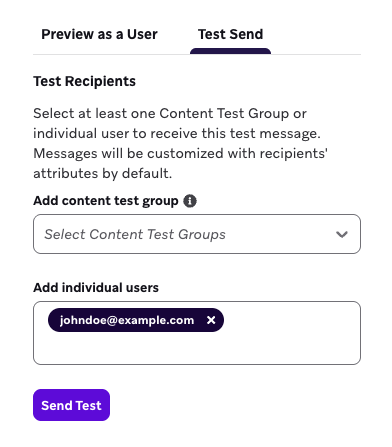 Preview as a User
Test Send
Test Recipients
Select at least one Content Test Group or
individual user to receive this test message.
Messages will be customized with recipients'
attributes by default.
Add content test group
Select Content Test Groups
Add individual users
johndoe@example.com
Send Test